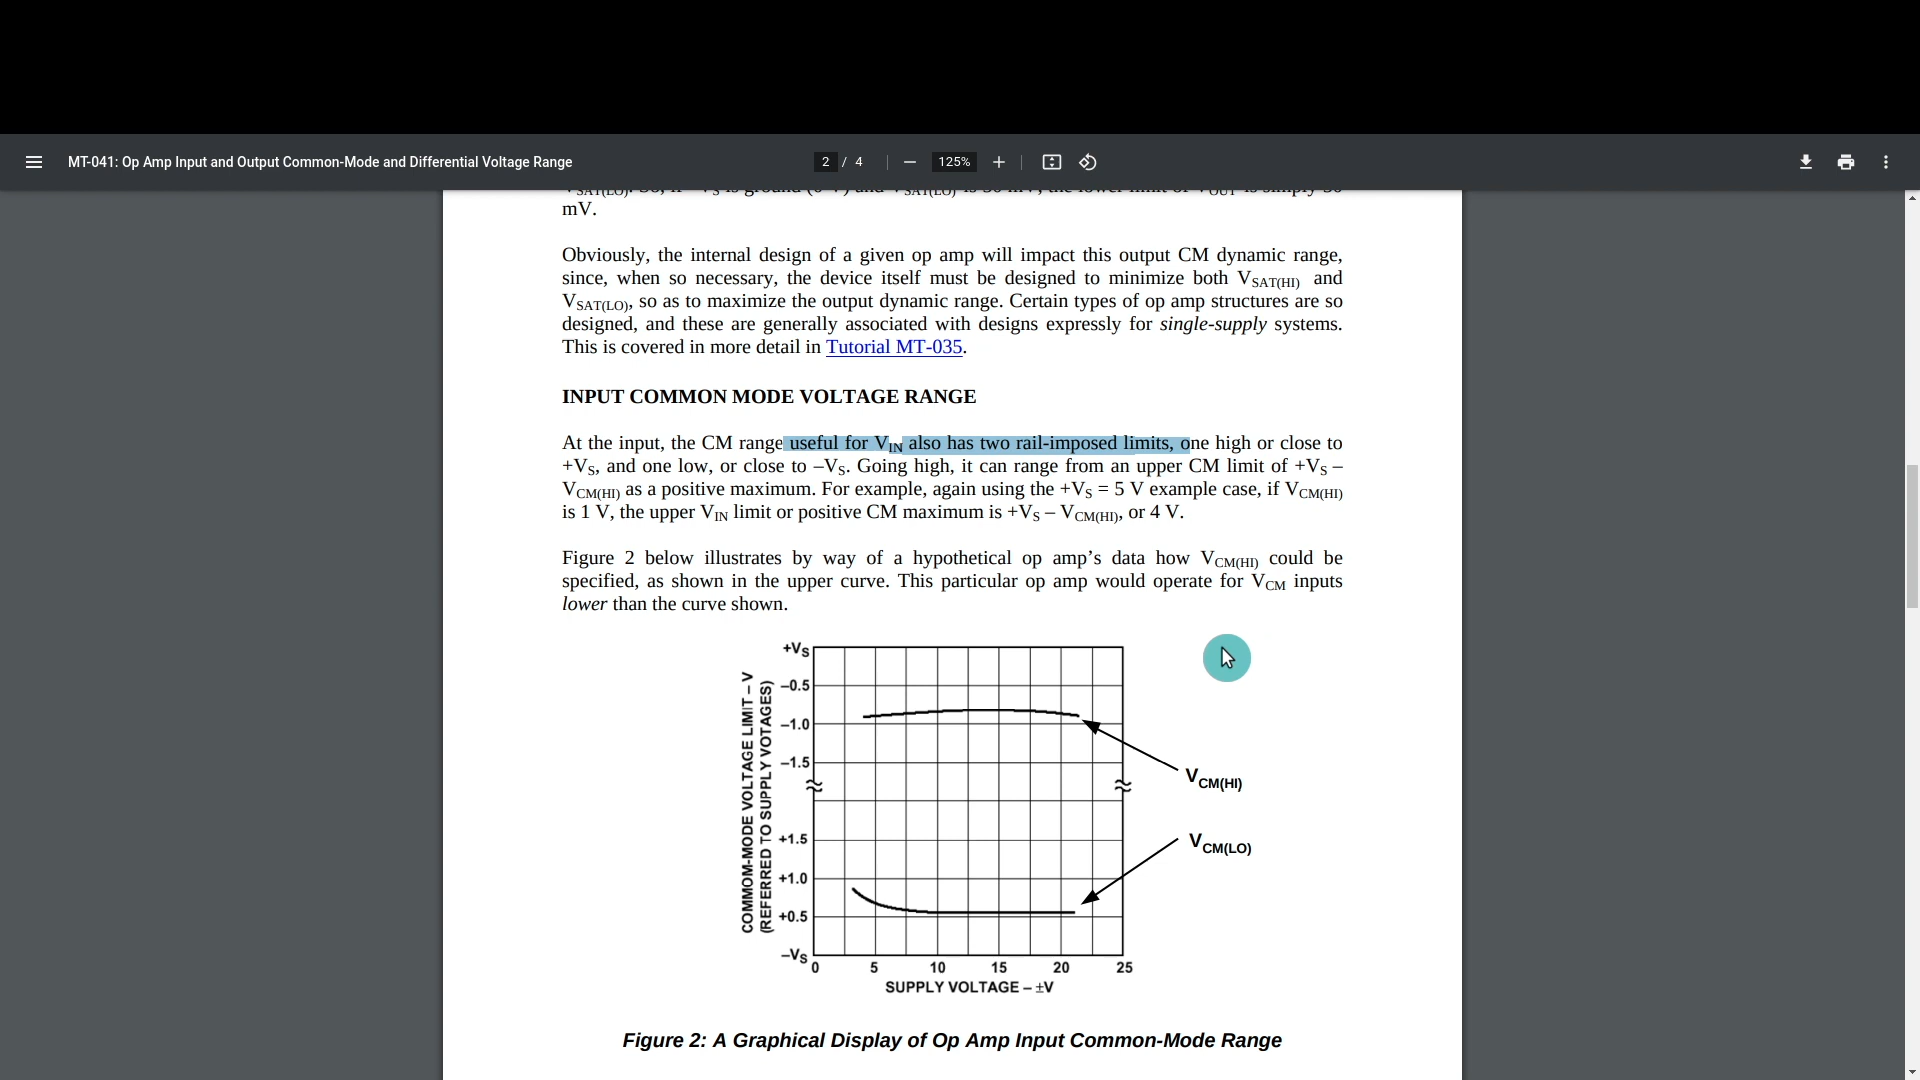 MT-041: Op Amp Input and Output Common-Mode and Differential Voltage Range
2 / 4
125%
mV.
Obviously, the internal design of a given op amp will impact this output CM dynamic range,
since, when so necessary, the device itself must be designed to minimize both VSAT(HI) and
VSAT(LO), so as to maximize the output dynamic range. Certain types of op amp structures are so
designed, and these are generally associated with designs expressly for single-supply systems.
This is covered in more detail in Tutorial MT-035.
INPUT COMMON MODE VOLTAGE RANGE
At the input, the CM range useful for VIN also has two rail-imposed limits, one high or close to
+VS, and one low, or close to –VS. Going high, it can range from an upper CM limit of +VS –
VCM(HI) as a positive maximum. For example, again using the +VS = 5 V example case, if VCM(HI)
is 1 V, the upper VIN limit or positive CM maximum is +VS – VCM(HI), or 4 V.
Figure 2 below illustrates by way of a hypothetical op amp's data how VCM(HI) could be
specified, as shown in the upper curve. This particular op amp would operate for VCM inputs
lower than the curve shown.
COMMOM-MODE VOLTAGE LIMIT – V
(REFERRED TO SUPPLY VOTAGES)
+VS
–0.5
–1.0
–1.5
+1.5
+1.0
+0.5
–VS
VCM(HI)
VCM(LO)
0 5 10 15 20 25
SUPPLY VOLTAGE – ±V
Figure 2: A Graphical Display of Op Amp Input Common-Mode Range